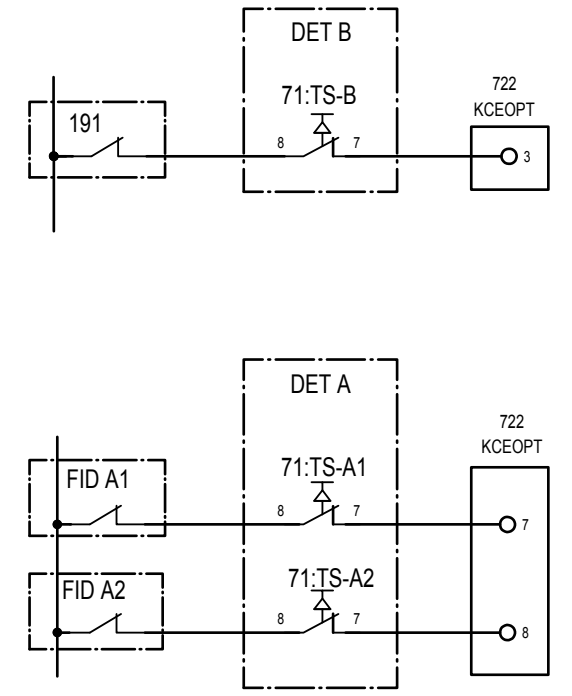 DET B
71:TS-B
722
KCEOPT
191
8 7
3
DET A
722
KCEOPT
71:TS-A1
FID A1
8 7
7
71:TS-A2
FID A2
8 7
8